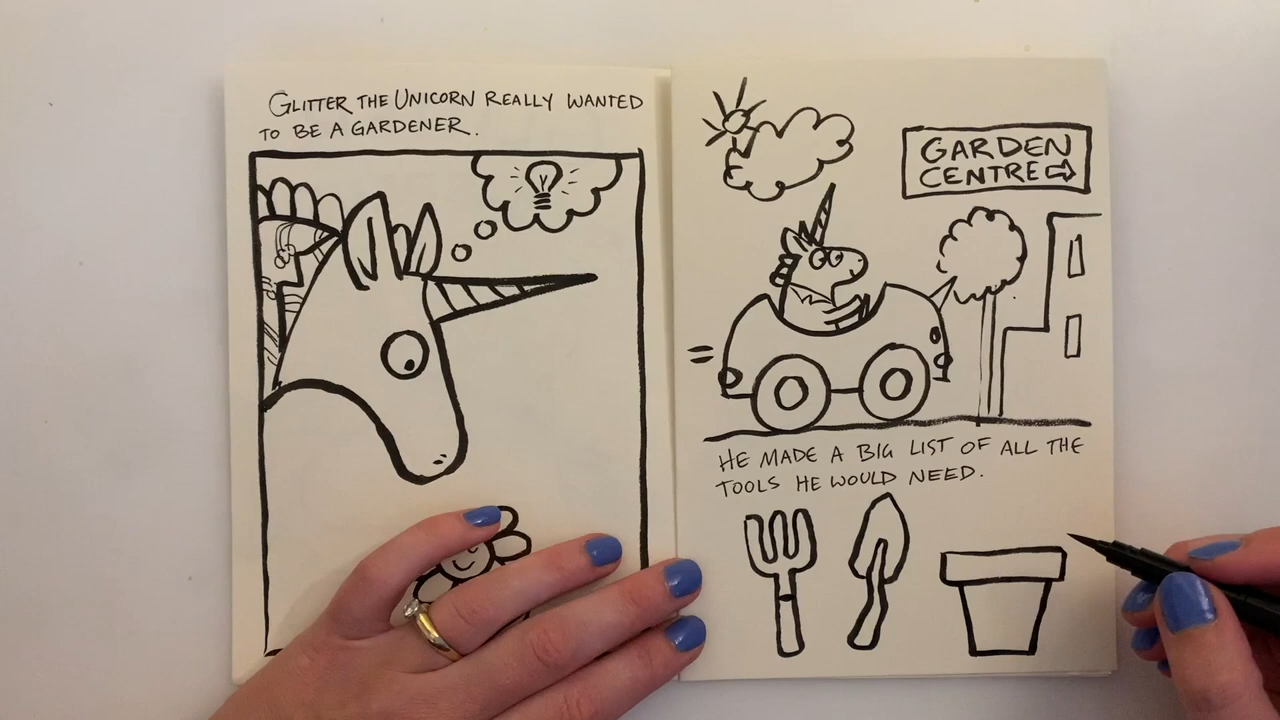 GLITTER THE UNICORN REALLY WANTED
TO BE A GARDENER.
GARDEN
CENTRE
HE MADE A BIG LIST OF ALL THE
TOOLS HE WOULD NEED.